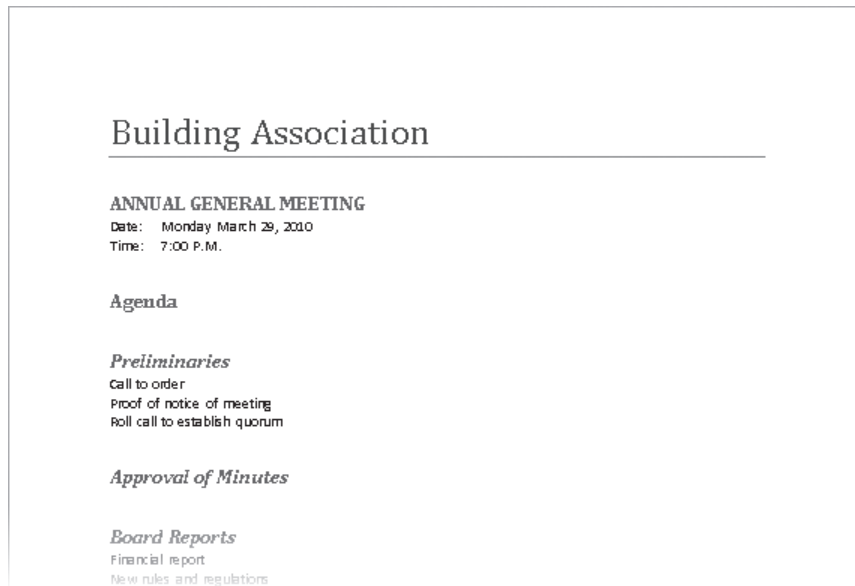 Building Association
ANNUAL GENERAL MEETING
Date: Monday March 29, 2010
Time: 7:00 P.M.
Agenda
Preliminaries
Call to order
Proof of notice of meeting
Roll call to establish quorum
Approval of Minutes
Board Reports
Financial report
New rules and regulations